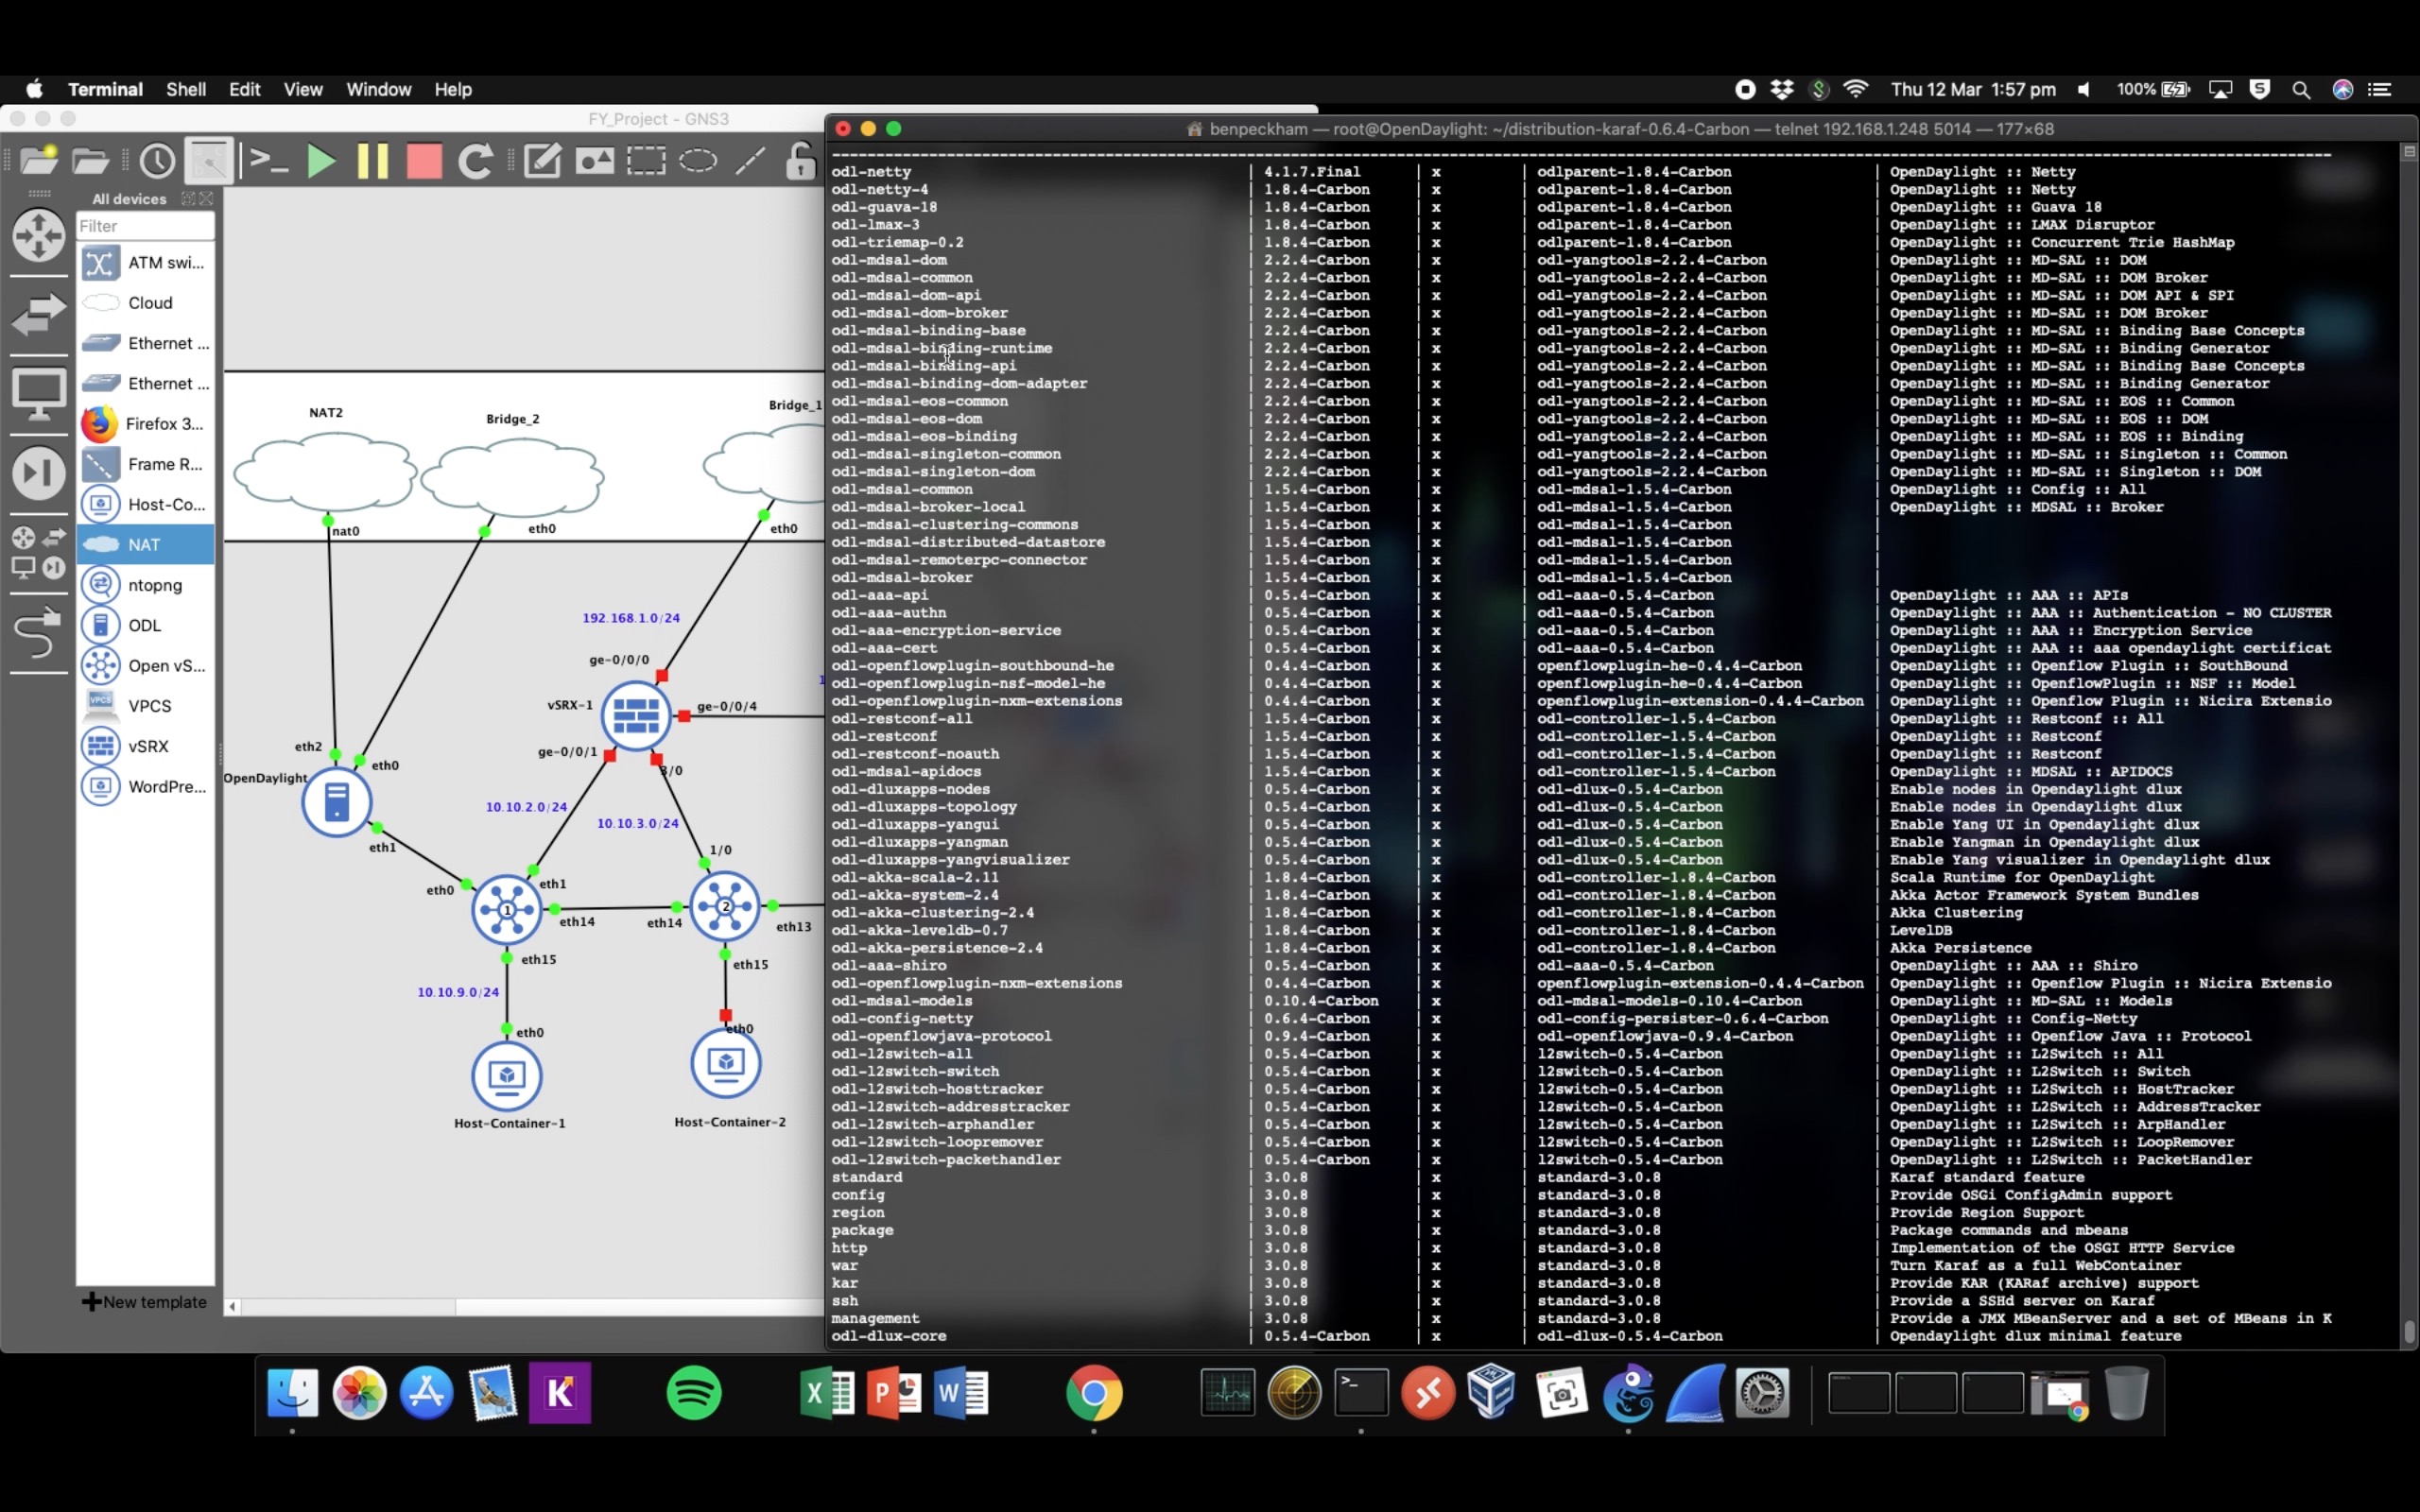 Terminal Shell Edit View Window Help
Thu 12 Mar 1:57 pm 100%
FY_Project - GNS3
benpeckham — root@OpenDaylight: ~/distribution-karaf-0.6.4-Carbon — telnet 192.168.1.248 5014 — 177×68
All devices
Filter
ATM swi...
Cloud
Ethernet ...
Ethernet ...
Firefox 3...
Frame R...
Host-Co...
NAT
ntopng
ODL
Open vS...
VPCS
vSRX
WordPre...
New template
NAT2
Bridge_2
Bridge_1
nat0
eth0
eth0
192.168.1.0/24
ge-0/0/0
vSRX-1
ge-0/0/4
1
ge-0/0/1
3/0
eth2
eth0
OpenDaylight
10.10.2.0/24
10.10.3.0/24
eth1
1/0
eth0
eth1
1
2
eth14
eth14
eth13
eth15
eth15
10.10.9.0/24
eth0
eth0
Host-Container-1
Host-Container-2
odl-netty | 4.1.7.Final | x | odlparent-1.8.4-Carbon | OpenDaylight :: Netty
odl-netty-4 | 1.8.4-Carbon | x | odlparent-1.8.4-Carbon | OpenDaylight :: Netty
odl-guava-18 | 1.8.4-Carbon | x | odlparent-1.8.4-Carbon | OpenDaylight :: Guava 18
odl-lmax-3 | 1.8.4-Carbon | x | odlparent-1.8.4-Carbon | OpenDaylight :: LMAX Disruptor
odl-triemap-0.2 | 1.8.4-Carbon | x | odlparent-1.8.4-Carbon | OpenDaylight :: Concurrent Trie HashMap
odl-mdsal-dom | 2.2.4-Carbon | x | odl-yangtools-2.2.4-Carbon | OpenDaylight :: MD-SAL :: DOM
odl-mdsal-common | 2.2.4-Carbon | x | odl-yangtools-2.2.4-Carbon | OpenDaylight :: MD-SAL :: DOM Broker
odl-mdsal-dom-api | 2.2.4-Carbon | x | odl-yangtools-2.2.4-Carbon | OpenDaylight :: MD-SAL :: DOM API & SPI
odl-mdsal-dom-broker | 2.2.4-Carbon | x | odl-yangtools-2.2.4-Carbon | OpenDaylight :: MD-SAL :: DOM Broker
odl-mdsal-binding-base | 2.2.4-Carbon | x | odl-yangtools-2.2.4-Carbon | OpenDaylight :: MD-SAL :: Binding Base Concepts
odl-mdsal-binding-runtime | 2.2.4-Carbon | x | odl-yangtools-2.2.4-Carbon | OpenDaylight :: MD-SAL :: Binding Generator
odl-mdsal-binding-api | 2.2.4-Carbon | x | odl-yangtools-2.2.4-Carbon | OpenDaylight :: MD-SAL :: Binding Base Concepts
odl-mdsal-binding-dom-adapter | 2.2.4-Carbon | x | odl-yangtools-2.2.4-Carbon | OpenDaylight :: MD-SAL :: Binding Generator
odl-mdsal-eos-common | 2.2.4-Carbon | x | odl-yangtools-2.2.4-Carbon | OpenDaylight :: MD-SAL :: EOS :: Common
odl-mdsal-eos-dom | 2.2.4-Carbon | x | odl-yangtools-2.2.4-Carbon | OpenDaylight :: MD-SAL :: EOS :: DOM
odl-mdsal-eos-binding | 2.2.4-Carbon | x | odl-yangtools-2.2.4-Carbon | OpenDaylight :: MD-SAL :: EOS :: Binding
odl-mdsal-singleton-common | 2.2.4-Carbon | x | odl-yangtools-2.2.4-Carbon | OpenDaylight :: MD-SAL :: Singleton :: Common
odl-mdsal-singleton-dom | 2.2.4-Carbon | x | odl-yangtools-2.2.4-Carbon | OpenDaylight :: MD-SAL :: Singleton :: DOM
odl-mdsal-common | 1.5.4-Carbon | x | odl-mdsal-1.5.4-Carbon | OpenDaylight :: Config :: All
odl-mdsal-broker-local | 1.5.4-Carbon | x | odl-mdsal-1.5.4-Carbon | OpenDaylight :: MDSAL :: Broker
odl-mdsal-clustering-commons | 1.5.4-Carbon | x | odl-mdsal-1.5.4-Carbon |
odl-mdsal-distributed-datastore | 1.5.4-Carbon | x | odl-mdsal-1.5.4-Carbon |
odl-mdsal-remoterpc-connector | 1.5.4-Carbon | x | odl-mdsal-1.5.4-Carbon |
odl-mdsal-broker | 1.5.4-Carbon | x | odl-mdsal-1.5.4-Carbon |
odl-aaa-api | 0.5.4-Carbon | x | odl-aaa-0.5.4-Carbon | OpenDaylight :: AAA :: APIs
odl-aaa-authn | 0.5.4-Carbon | x | odl-aaa-0.5.4-Carbon | OpenDaylight :: AAA :: Authentication - NO CLUSTER
odl-aaa-encryption-service | 0.5.4-Carbon | x | odl-aaa-0.5.4-Carbon | OpenDaylight :: AAA :: Encryption Service
odl-aaa-cert | 0.5.4-Carbon | x | odl-aaa-0.5.4-Carbon | OpenDaylight :: AAA :: aaa opendaylight certificat
odl-openflowplugin-southbound-he | 0.4.4-Carbon | x | openflowplugin-he-0.4.4-Carbon | OpenDaylight :: Openflow Plugin :: SouthBound
odl-openflowplugin-nsf-model-he | 0.4.4-Carbon | x | openflowplugin-he-0.4.4-Carbon | OpenDaylight :: OpenflowPlugin :: NSF :: Model
odl-openflowplugin-nxm-extensions | 0.4.4-Carbon | x | openflowplugin-extension-0.4.4-Carbon | OpenDaylight :: Openflow Plugin :: Nicira Extensio
odl-restconf-all | 1.5.4-Carbon | x | odl-controller-1.5.4-Carbon | OpenDaylight :: Restconf :: All
odl-restconf | 1.5.4-Carbon | x | odl-controller-1.5.4-Carbon | OpenDaylight :: Restconf
odl-restconf-noauth | 1.5.4-Carbon | x | odl-controller-1.5.4-Carbon | OpenDaylight :: Restconf
odl-mdsal-apidocs | 1.5.4-Carbon | x | odl-controller-1.5.4-Carbon | OpenDaylight :: MDSAL :: APIDOCS
odl-dluxapps-nodes | 0.5.4-Carbon | x | odl-dlux-0.5.4-Carbon | Enable nodes in Opendaylight dlux
odl-dluxapps-topology | 0.5.4-Carbon | x | odl-dlux-0.5.4-Carbon | Enable nodes in Opendaylight dlux
odl-dluxapps-yangui | 0.5.4-Carbon | x | odl-dlux-0.5.4-Carbon | Enable Yang UI in Opendaylight dlux
odl-dluxapps-yangman | 0.5.4-Carbon | x | odl-dlux-0.5.4-Carbon | Enable Yangman in Opendaylight dlux
odl-dluxapps-yangvisualizer | 0.5.4-Carbon | x | odl-dlux-0.5.4-Carbon | Enable Yang visualizer in Opendaylight dlux
odl-akka-scala-2.11 | 1.8.4-Carbon | x | odl-controller-1.8.4-Carbon | Scala Runtime for OpenDaylight
odl-akka-system-2.4 | 1.8.4-Carbon | x | odl-controller-1.8.4-Carbon | Akka Actor Framework System Bundles
odl-akka-clustering-2.4 | 1.8.4-Carbon | x | odl-controller-1.8.4-Carbon | Akka Clustering
odl-akka-leveldb-0.7 | 1.8.4-Carbon | x | odl-controller-1.8.4-Carbon | LevelDB
odl-akka-persistence-2.4 | 1.8.4-Carbon | x | odl-controller-1.8.4-Carbon | Akka Persistence
odl-aaa-shiro | 0.5.4-Carbon | x | odl-aaa-0.5.4-Carbon | OpenDaylight :: AAA :: Shiro
odl-openflowplugin-nxm-extensions | 0.4.4-Carbon | x | openflowplugin-extension-0.4.4-Carbon | OpenDaylight :: Openflow Plugin :: Nicira Extensio
odl-mdsal-models | 0.10.4-Carbon | x | odl-mdsal-models-0.10.4-Carbon | OpenDaylight :: MD-SAL :: Models
odl-config-netty | 0.6.4-Carbon | x | odl-config-persister-0.6.4-Carbon | OpenDaylight :: Config-Netty
odl-openflowjava-protocol | 0.9.4-Carbon | x | odl-openflowjava-0.9.4-Carbon | OpenDaylight :: Openflow Java :: Protocol
odl-l2switch-all | 0.5.4-Carbon | x | l2switch-0.5.4-Carbon | OpenDaylight :: L2Switch :: All
odl-l2switch-switch | 0.5.4-Carbon | x | l2switch-0.5.4-Carbon | OpenDaylight :: L2Switch :: Switch
odl-l2switch-hosttracker | 0.5.4-Carbon | x | l2switch-0.5.4-Carbon | OpenDaylight :: L2Switch :: HostTracker
odl-l2switch-addresstracker | 0.5.4-Carbon | x | l2switch-0.5.4-Carbon | OpenDaylight :: L2Switch :: AddressTracker
odl-l2switch-arphandler | 0.5.4-Carbon | x | l2switch-0.5.4-Carbon | OpenDaylight :: L2Switch :: ArpHandler
odl-l2switch-loopremover | 0.5.4-Carbon | x | l2switch-0.5.4-Carbon | OpenDaylight :: L2Switch :: LoopRemover
odl-l2switch-packethandler | 0.5.4-Carbon | x | l2switch-0.5.4-Carbon | OpenDaylight :: L2Switch :: PacketHandler
standard | 3.0.8 | x | standard-3.0.8 | Karaf standard feature
config | 3.0.8 | x | standard-3.0.8 | Provide OSGi ConfigAdmin support
region | 3.0.8 | x | standard-3.0.8 | Provide Region Support
package | 3.0.8 | x | standard-3.0.8 | Package commands and mbeans
http | 3.0.8 | x | standard-3.0.8 | Implementation of the OSGI HTTP Service
war | 3.0.8 | x | standard-3.0.8 | Turn Karaf as a full WebContainer
kar | 3.0.8 | x | standard-3.0.8 | Provide KAR (KARaf archive) support
ssh | 3.0.8 | x | standard-3.0.8 | Provide a SSHd server on Karaf
management | 3.0.8 | x | standard-3.0.8 | Provide a JMX MBeanServer and a set of MBeans in K
odl-dlux-core | 0.5.4-Carbon | x | odl-dlux-0.5.4-Carbon | Opendaylight dlux minimal feature